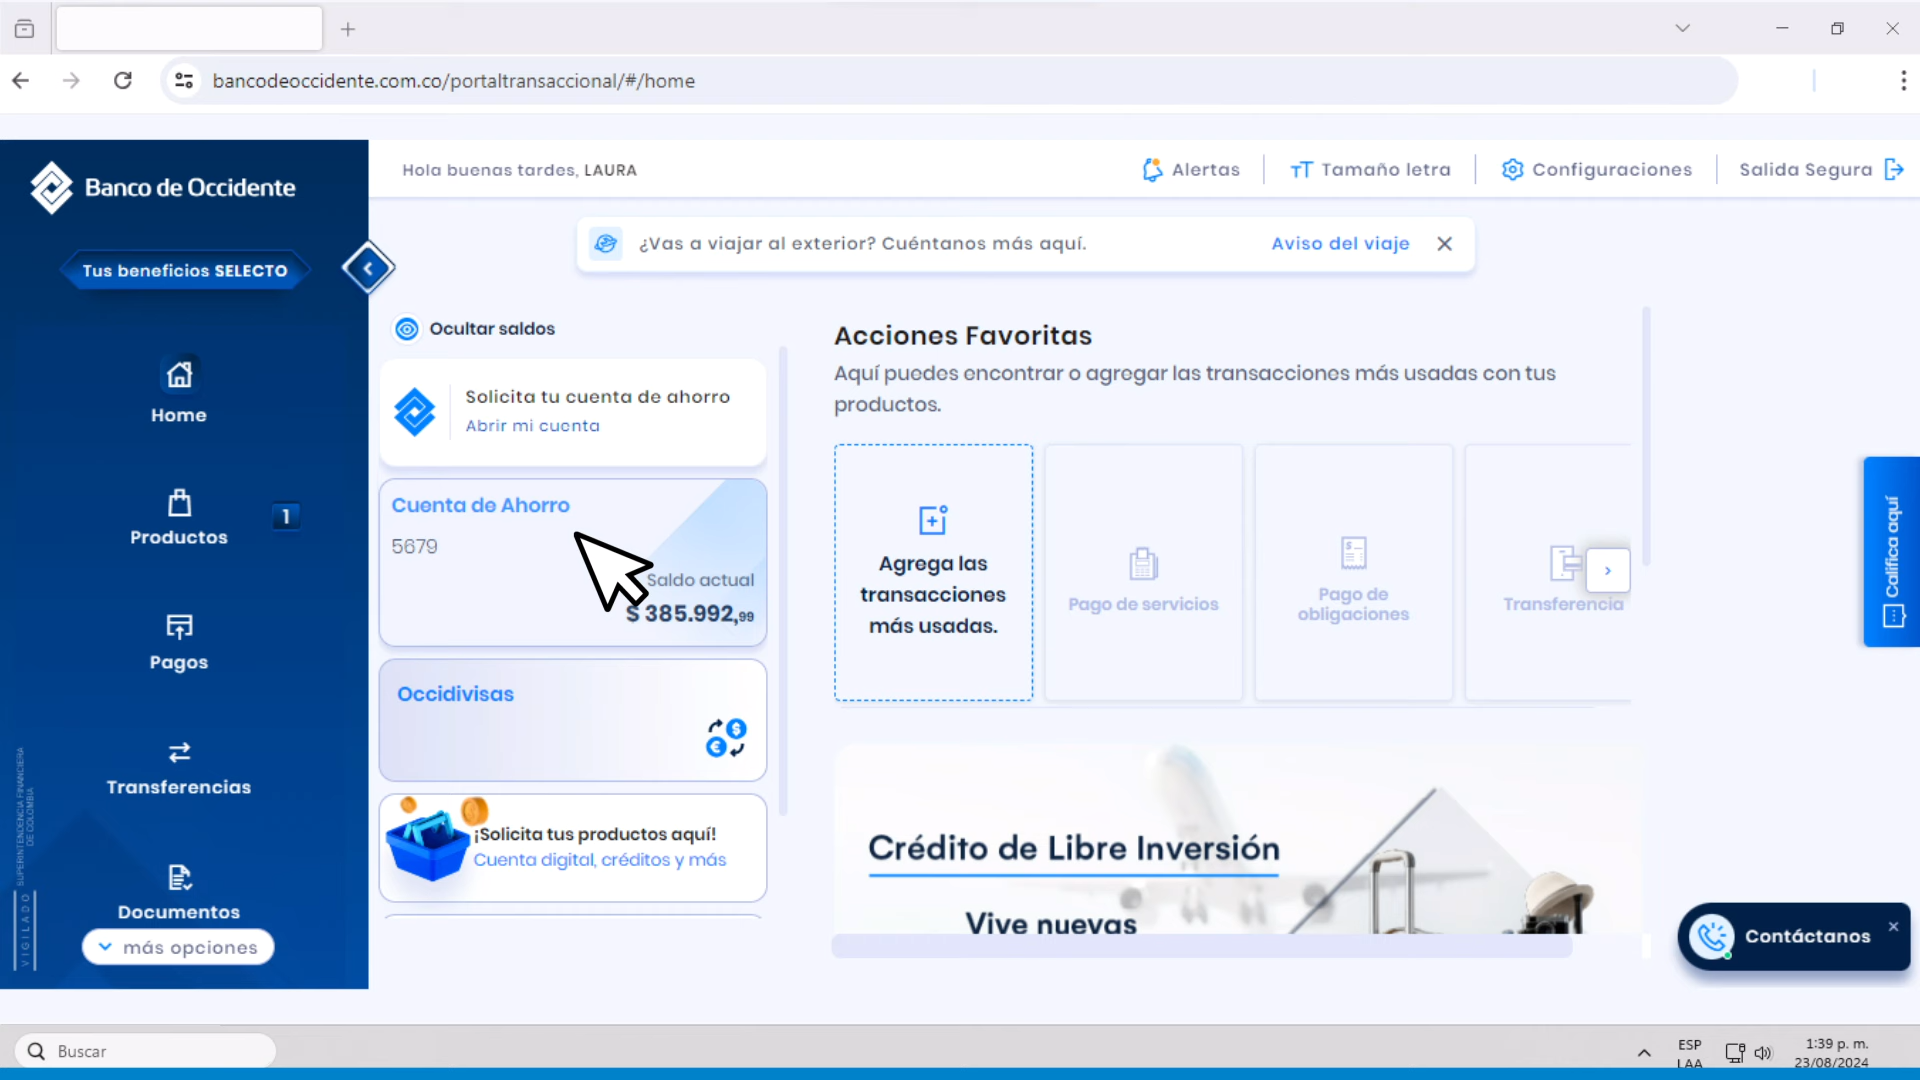 bancodeoccidente.com.co/portaltransaccional/#/home
Banco de Occidente
Hola buenas tardes, LAURA
Alertas
Tamaño letra
Configuraciones
Salida Segura
¿Vas a viajar al exterior? Cuéntanos más aquí.
Aviso del viaje
Tus beneficios SELECTO
Home
Productos
1
Pagos
Transferencias
Documentos
más opciones
VIGILADO
SUPERINTENDENCIA FINANCIERA
DE COLOMBIA
Ocultar saldos
Solicita tu cuenta de ahorro
Abrir mi cuenta
Cuenta de Ahorro
5679
Saldo actual
$ 385.992,99
Occidivisas
¡Solicita tus productos aquí!
Cuenta digital, créditos y más
Acciones Favoritas
Aquí puedes encontrar o agregar las transacciones más usadas con tus
productos.
Agrega las
transacciones
más usadas.
Pago de servicios
Pago de
obligaciones
Transferencia
Crédito de Libre Inversión
Vive nuevas
Califica aquí
Contáctanos
Buscar
ESP
LAA
1:39 p. m.
23/08/2024